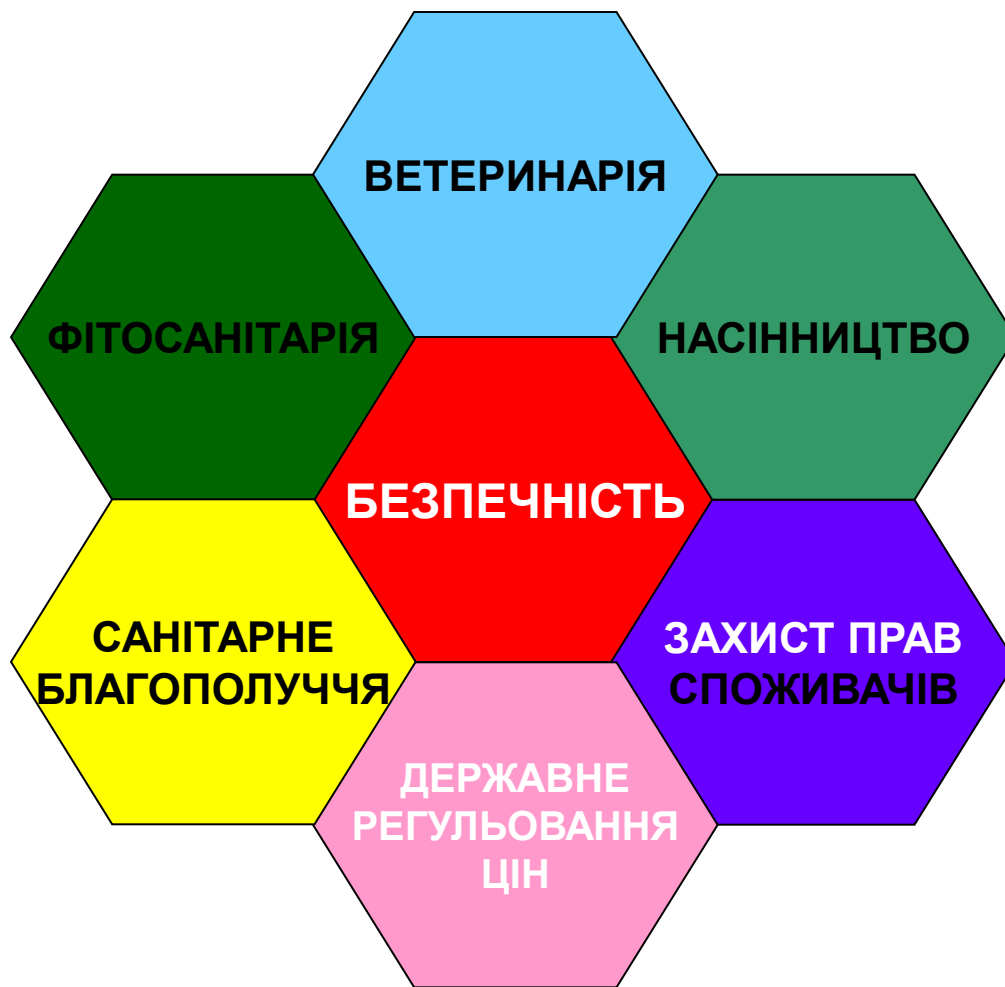 ВЕТЕРИНАРІЯ
ФІТОСАНІТАРІЯ
НАСІННИЦТВО
БЕЗПЕЧНІСТЬ
САНІТАРНЕ
БЛАГОПОЛУЧЧЯ
ЗАХИСТ ПРАВ
СПОЖИВАЧІВ
ДЕРЖАВНЕ
РЕГУЛЬОВАННЯ
ЦІН